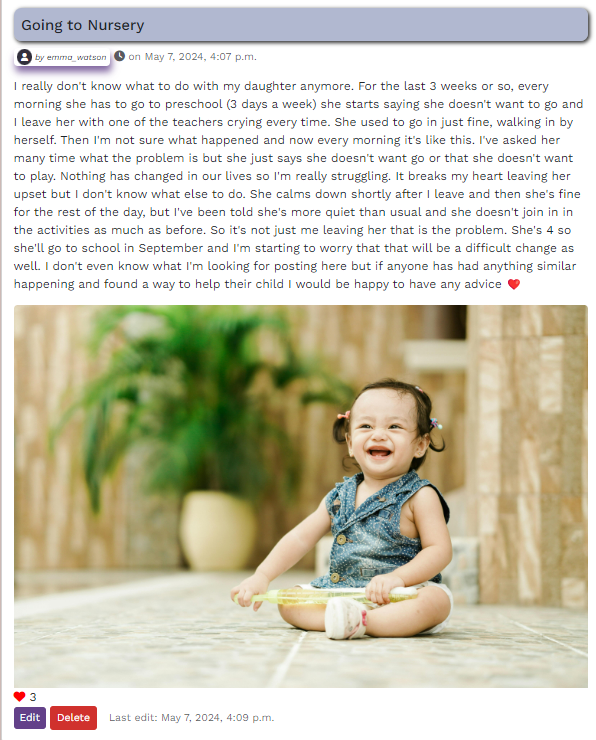 Going to Nursery
by emma_watson on May 7, 2024, 4:07 p.m.
I really don't know what to do with my daughter anymore. For the last 3 weeks or so, every
morning she has to go to preschool (3 days a week) she starts saying she doesn't want to go and
I leave her with one of the teachers crying every time. She used to go in just fine, walking in by
herself. Then I'm not sure what happened and now every morning it's like this. I've asked her
many time what the problem is but she just says she doesn't want go or that she doesn't want
to play. Nothing has changed in our lives so I'm really struggling. It breaks my heart leaving her
upset but I don't know what else to do. She calms down shortly after I leave and then she's fine
for the rest of the day, but I've been told she's more quiet than usual and she doesn't join in in
the activities as much as before. So it's not just me leaving her that is the problem. She's 4 so
she'll go to school in September and I'm starting to worry that that will be a difficult change as
well. I don't even know what I'm looking for posting here but if anyone has had anything similar
happening and found a way to help their child I would be happy to have any advice ❤️
3
Edit Delete Last edit: May 7, 2024, 4:09 p.m.